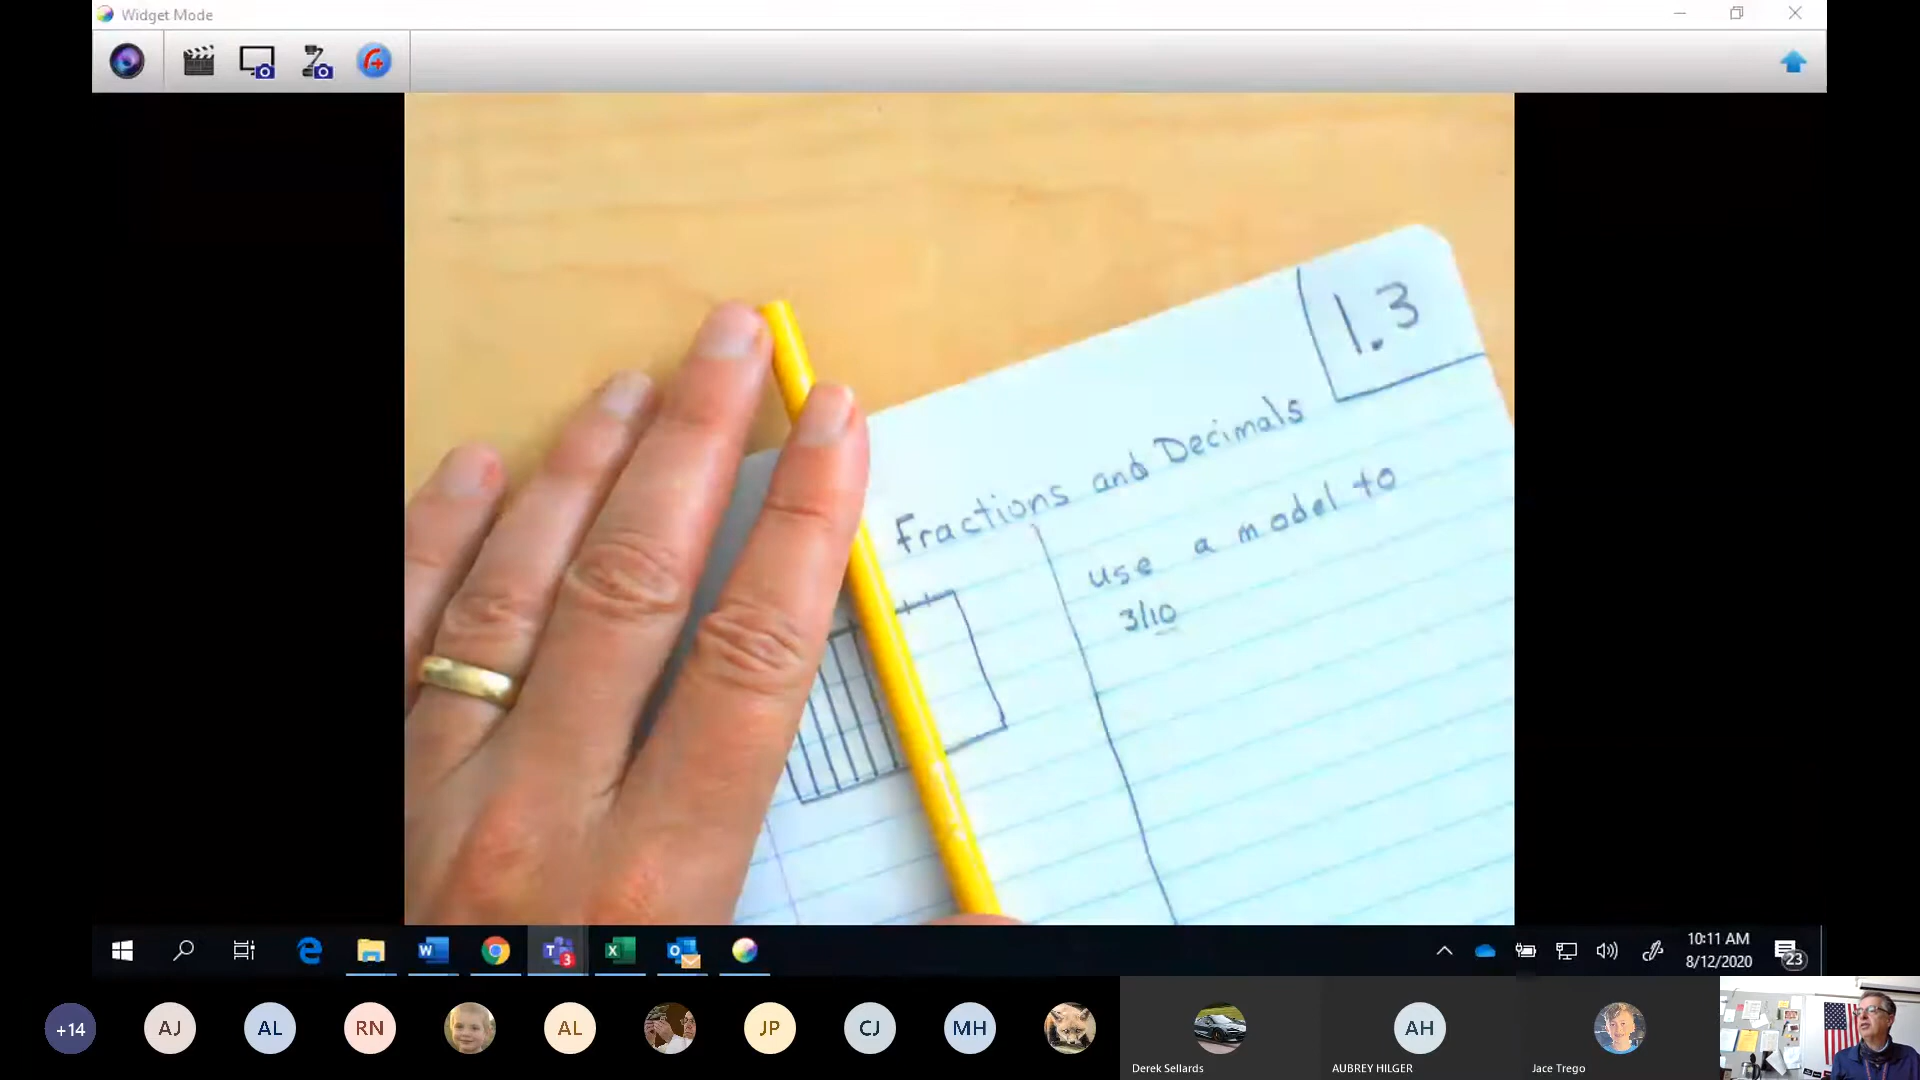 Widget Mode
1.3
Fractions and Decimals
use a model to
3/10
W
T
3
X
O
10:11 AM
8/12/2020
23
+14
AJ
AL
RN
AL
JP
CJ
MH
AH
Derek Sellards
AUBREY HILGER
Jace Trego